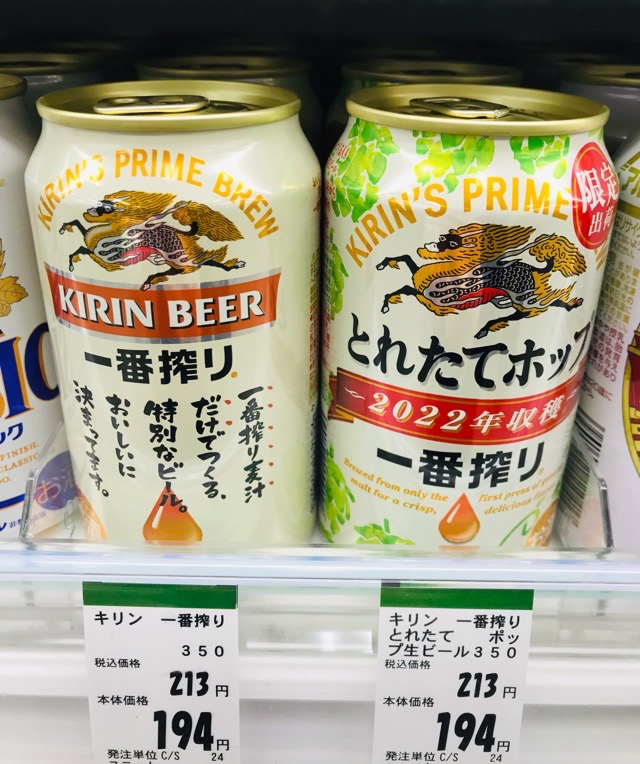 KIRIN'S PRIME BREW
KIRIN BEER
一番搾り
一番搾り麦汁
だけでつくる、
特別なビール。
おいしいに
決まってます。
KIRIN'S PRIME
限定
出荷
とれたてホップ
2022年収穫
一番搾り
Brewed from only the
malt for a crisp,
first press of
delicious
ック
FINISH
CLASSIC
キリン 一番搾り
350
税込価格
213円
本体価格
194円
発注単位C/S 24
キリン 一番搾り
とれたて ポッ
プ生ビール350
税込価格
213円
本体価格
194円
発注単位C/S 24